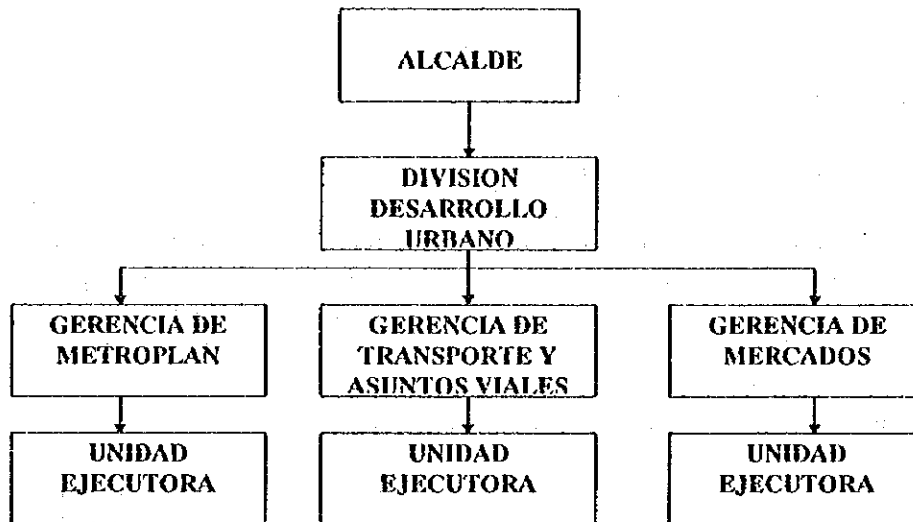 ALCALDE
DIVISION
DESARROLLO
URBANO
GERENCIA DE
METROPLAN
GERENCIA DE
TRANSPORTE Y
ASUNTOS VIALES
GERENCIA DE
MERCADOS
UNIDAD
EJECUTORA
UNIDAD
EJECUTORA
UNIDAD
EJECUTORA